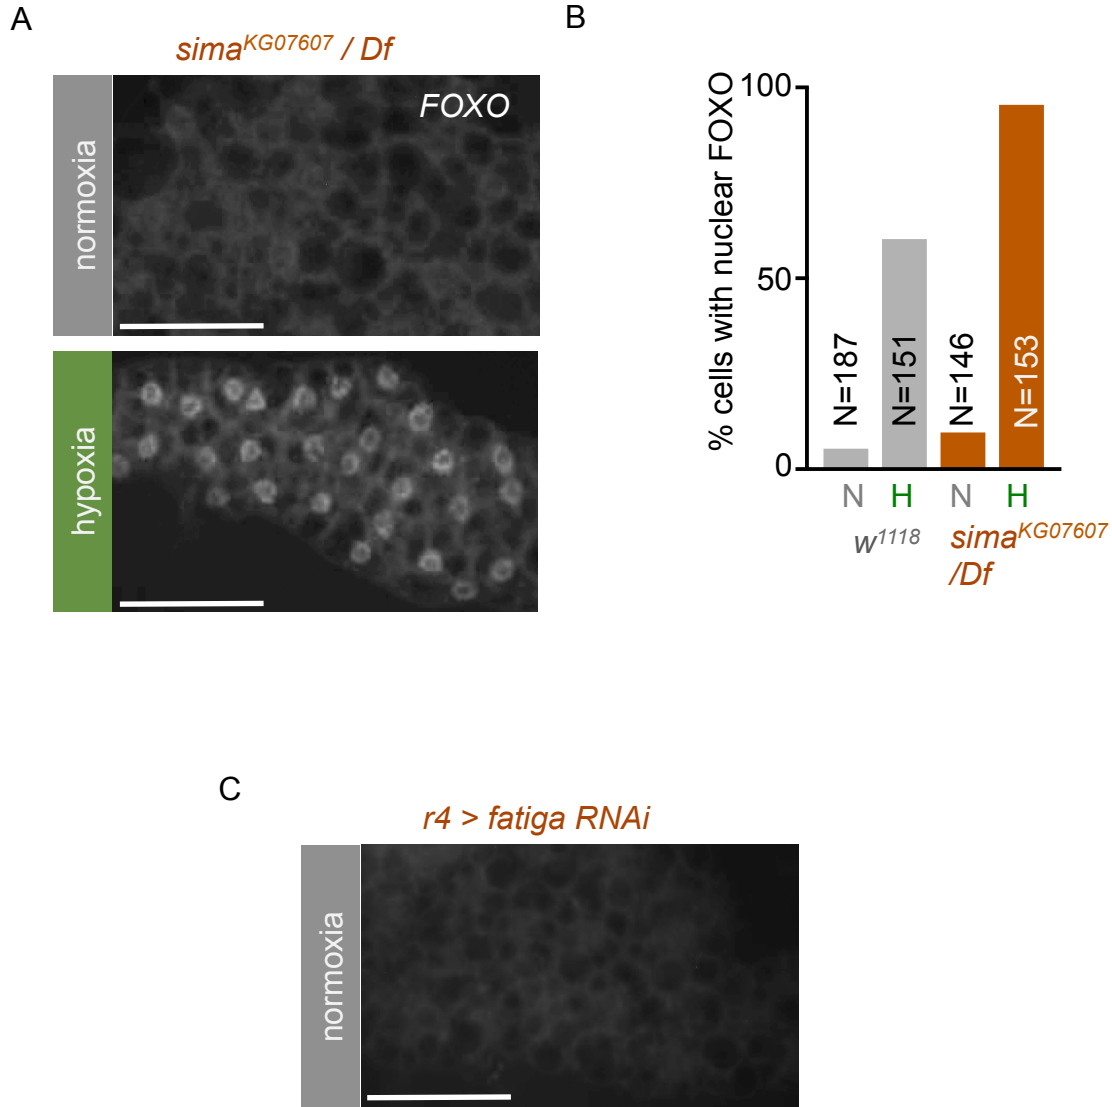 A
sima^KG07607 / Df
FOXO
normoxia
hypoxia
B
% cells with nuclear FOXO
100
50
0
N=187
N=151
N=146
N=153
N H N H
w^1118
sima^KG07607
/Df
C
r4 > fatiga RNAi
normoxia